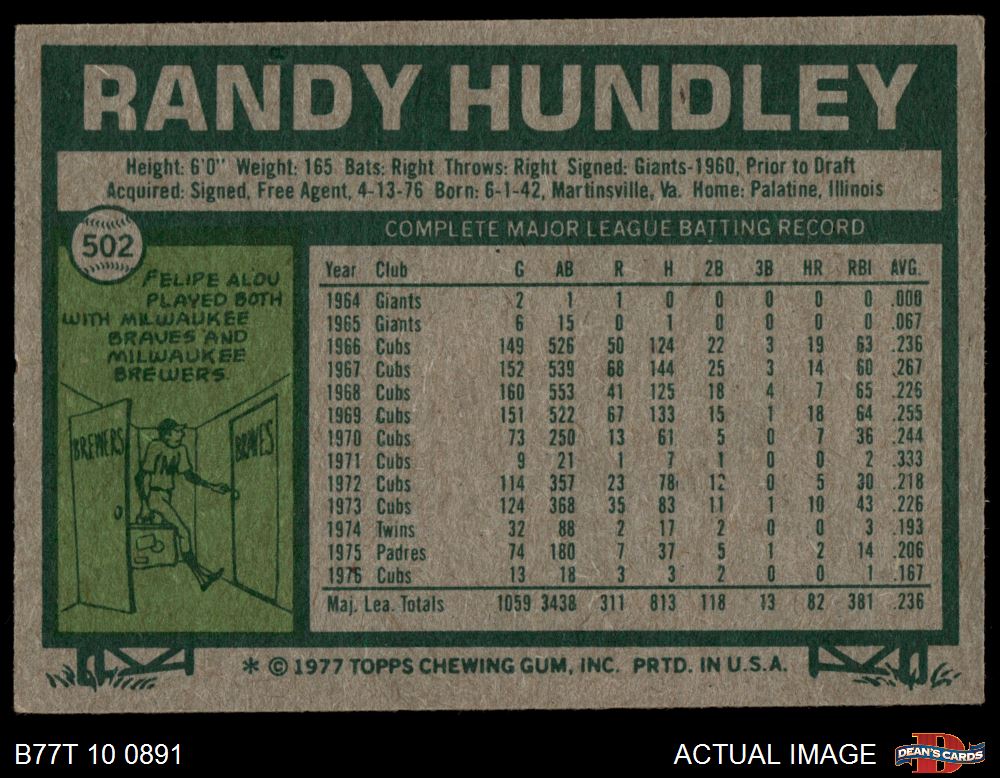 RANDY HUNDLEY
Height: 6'0" Weight: 165 Bats: Right Throws: Right Signed: Giants-1960, Prior to Draft
Acquired: Signed, Free Agent, 4-13-76 Born: 6-1-42, Martinsville, Va. Home: Palatine, Illinois
502
FELIPE ALOU
PLAYED BOTH
WITH MILWAUKEE
BRAVES AND
MILWAUKEE
BREWERS.
BREWERS
BRAVES
COMPLETE MAJOR LEAGUE BATTING RECORD
Year Club G AB R H 2B 3B HR RBI AVG.
1964 Giants 2 1 1 0 0 0 0 0 .000
1965 Giants 6 15 0 1 0 0 0 0 .067
1966 Cubs 149 526 50 124 22 3 19 63 .236
1967 Cubs 152 539 68 144 25 3 14 60 .267
1968 Cubs 160 553 41 125 18 4 7 65 .226
1969 Cubs 151 522 67 133 15 1 18 64 .255
1970 Cubs 73 250 13 61 5 0 7 36 .244
1971 Cubs 9 21 1 7 1 0 0 2 .333
1972 Cubs 114 357 23 78 12 0 5 30 .218
1973 Cubs 124 368 35 83 11 1 10 43 .226
1974 Twins 32 88 2 17 2 0 0 3 .193
1975 Padres 74 180 7 37 5 1 2 14 .206
1976 Cubs 13 18 3 3 2 0 0 1 .167
Maj. Lea. Totals 1059 3438 311 813 118 13 82 381 .236
* © 1977 TOPPS CHEWING GUM, INC. PRTD. IN U.S.A.
B77T 10 0891
ACTUAL IMAGE
DEAN'S CARDS